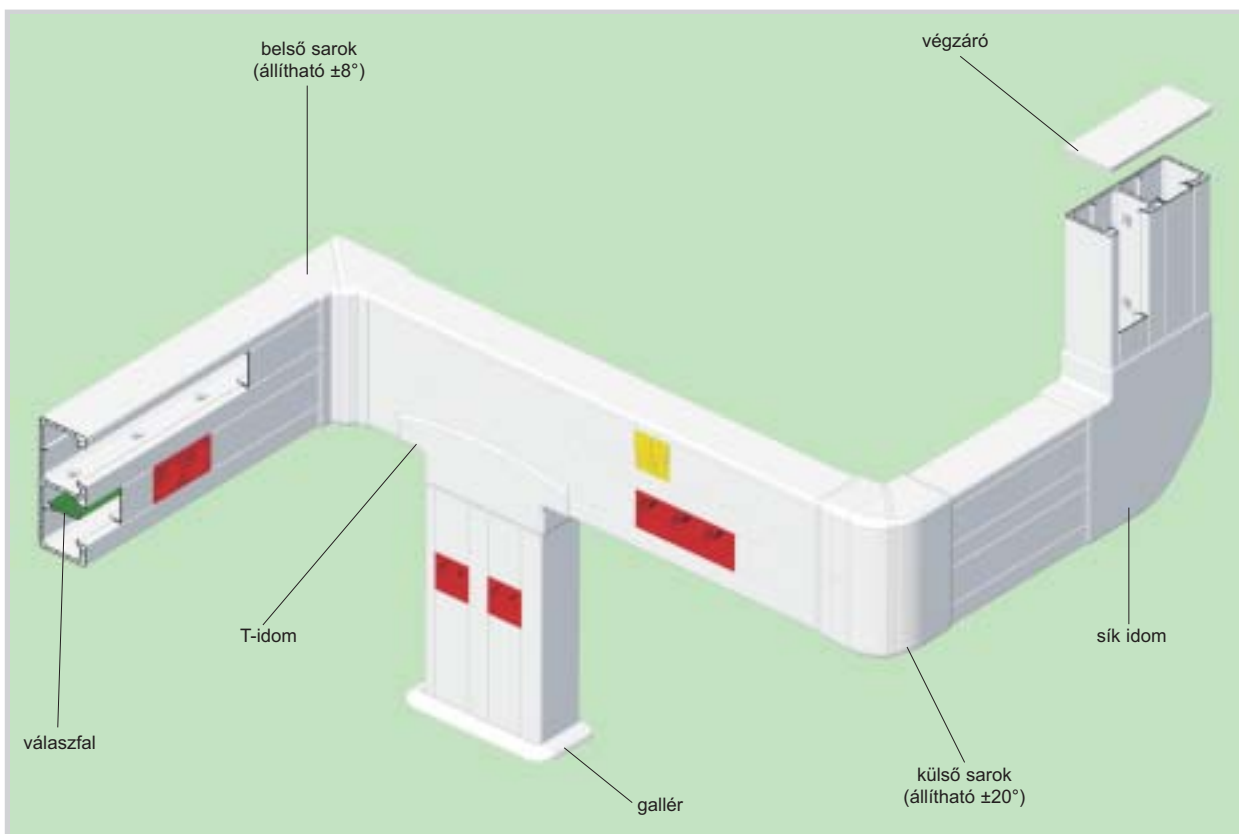 belső sarok
(állítható ±8°)
végzáró
T-idom
sík idom
válaszfal
gallér
külső sarok
(állítható ±20°)